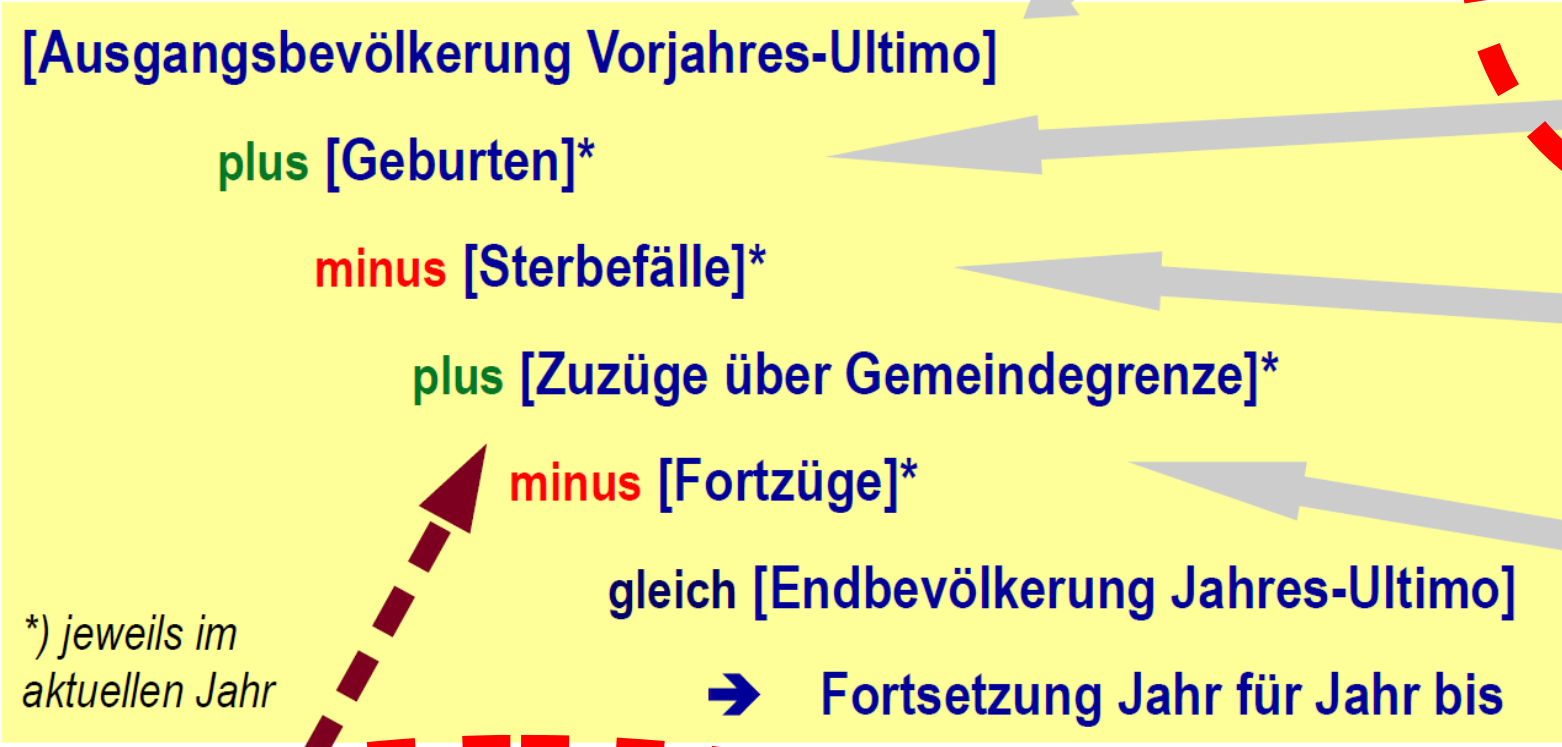 [Ausgangsbevölkerung Vorjahres-Ultimo]
plus [Geburten]*
minus [Sterbefälle]*
plus [Zuzüge über Gemeindegrenze]*
minus [Fortzüge]*
gleich [Endbevölkerung Jahres-Ultimo]
*) jeweils im
aktuellen Jahr
➔ Fortsetzung Jahr für Jahr bis